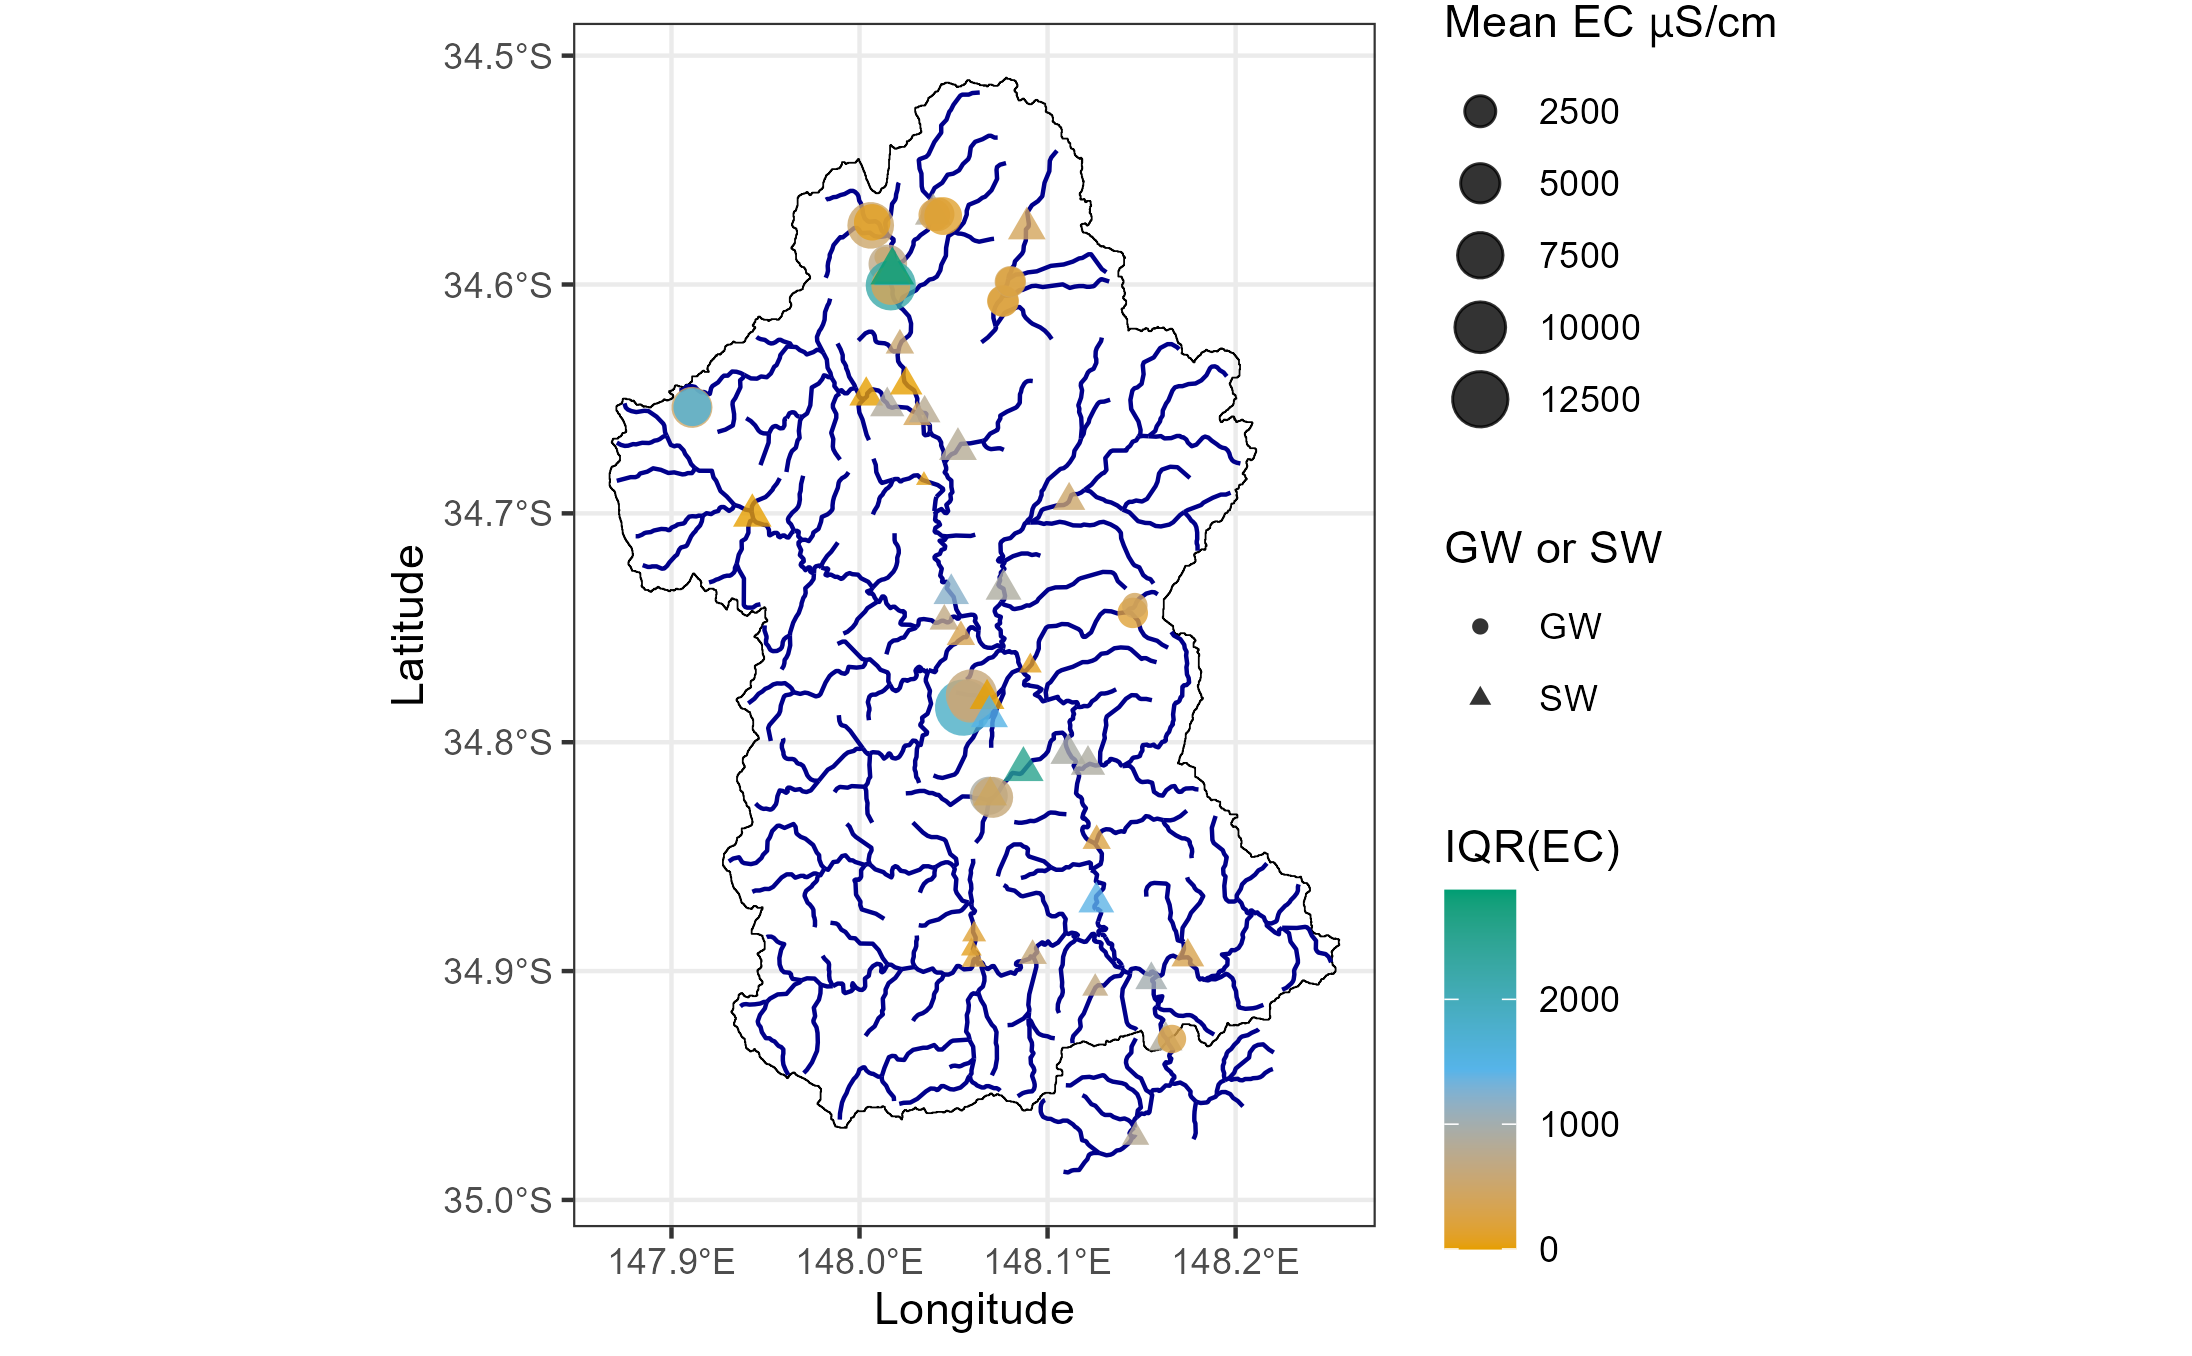 34.5°S
34.6°S
34.7°S
34.8°S
34.9°S
35.0°S
147.9°E
148.0°E
148.1°E
148.2°E
Longitude
Latitude
Mean EC µS/cm
2500
5000
7500
10000
12500
GW or SW
GW
SW
IQR(EC)
2000
1000
0